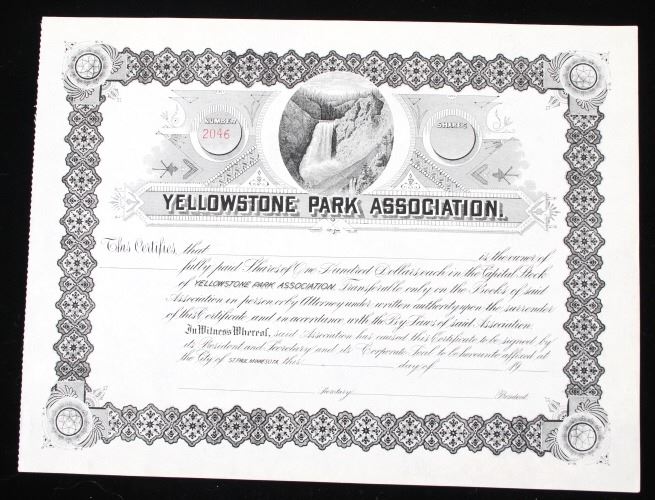 NUMBER
2046
SHARES
YELLOWSTONE PARK ASSOCIATION.
This Certifies, that is the owner of
fully paid Shares of One Hundred Dollars each in the Capital Stock
of YELLOWSTONE PARK ASSOCIATION. Transferable only on the Books of said
Association in person or by Attorney under written authority upon the surrender
of this Certificate and in accordance with the By-Laws of said Association.
In Witness Whereof, said Association has caused this Certificate to be signed by
its President and Secretary and its Corporate Seal to be hereunto affixed at
the City of ST. PAUL, MINNESOTA, this day of 19
Secretary. President.